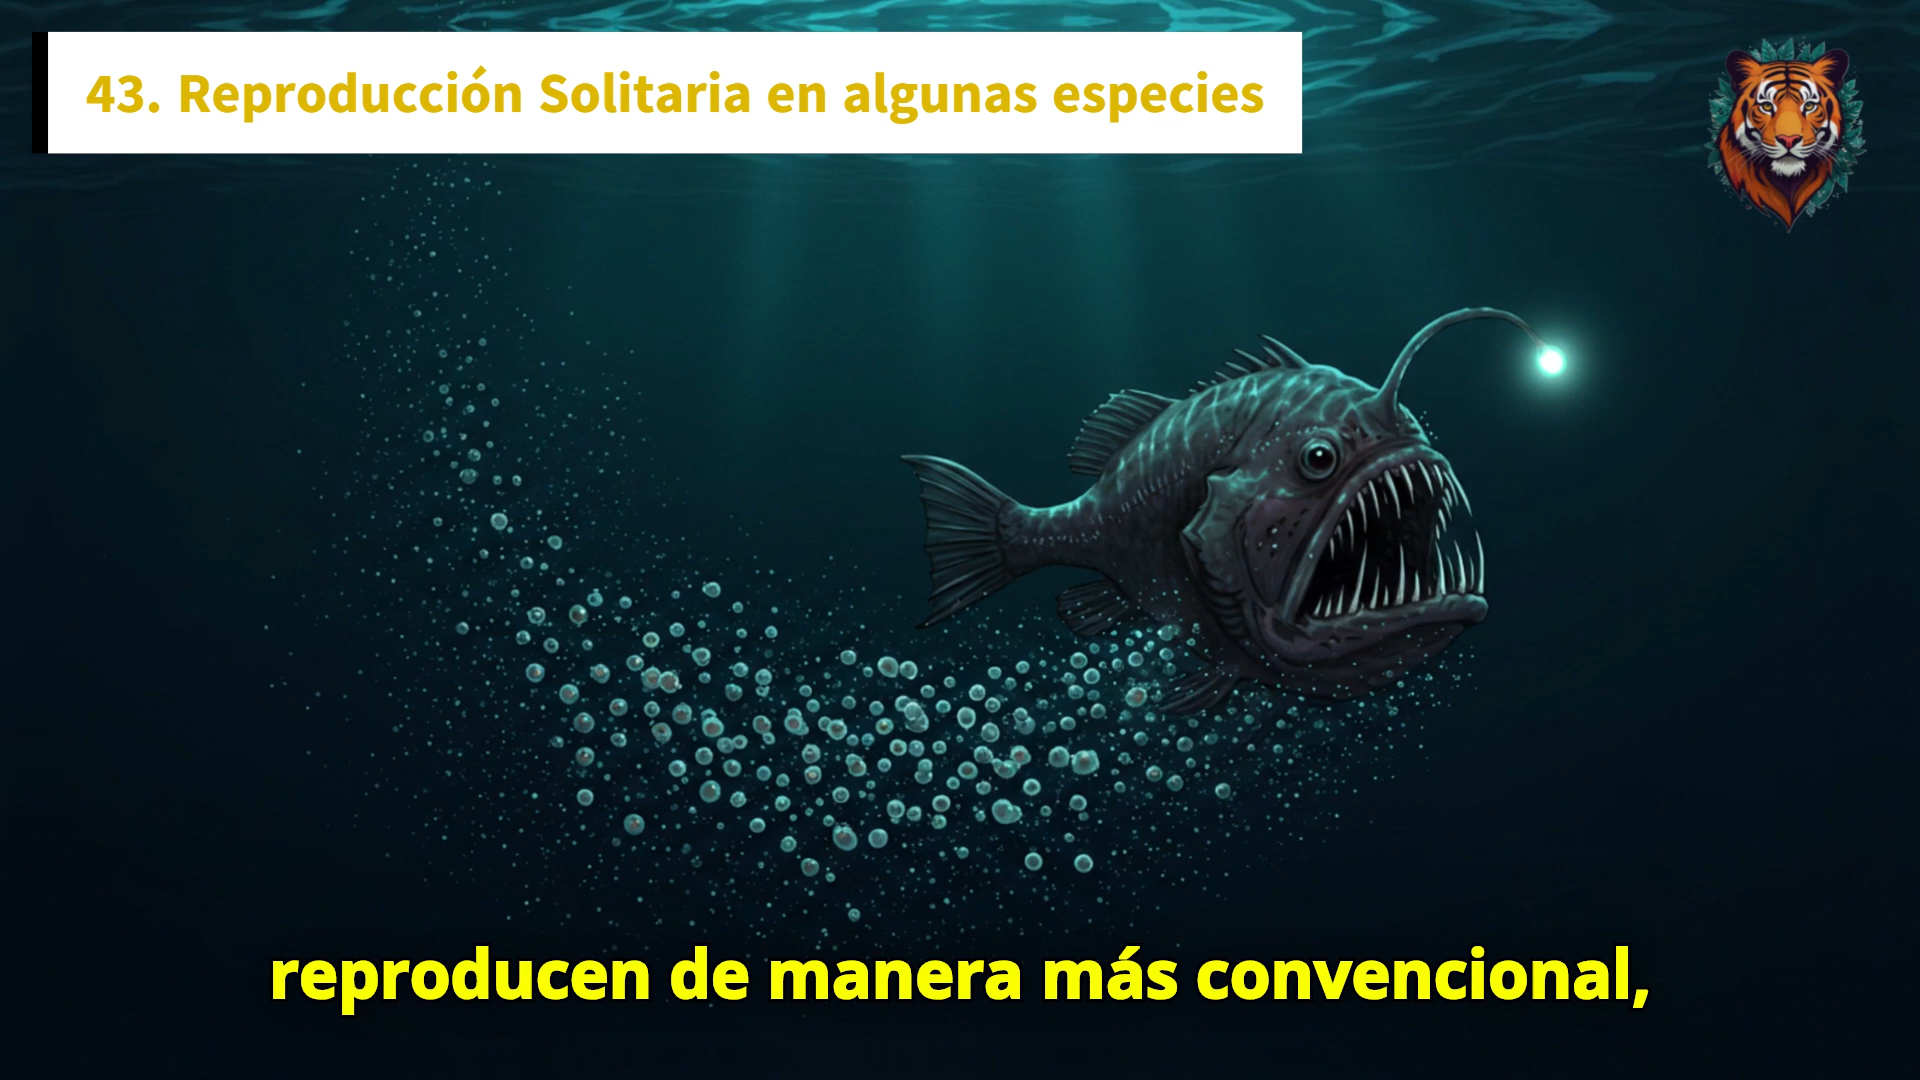 43. Reproducción Solitaria en algunas especies
reproducen de manera más convencional,